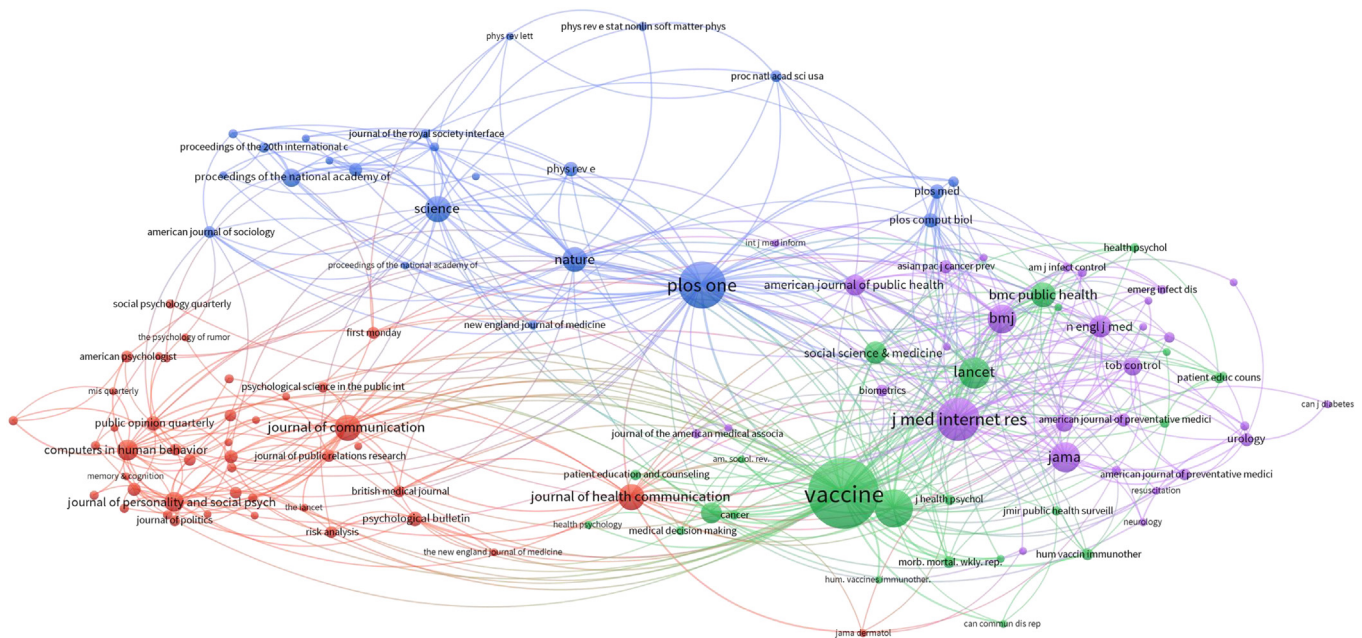 phys rev e stat nonlin soft matter phys
phys rev lett
proc natl acad sci usa
journal of the royal society interface
proceedings of the 20th international c
phys rev e
proceedings of the national academy of
plos med
science
plos comput biol
american journal of sociology
int j med inform
health psychol
nature
proceedings of the national academy of
asian pac j cancer prev
am j infect control
plos one
american journal of public health
bmc public health
emerg infect dis
social psychology quarterly
bmj
new england journal of medicine
n engl j med
first monday
the psychology of rumor
social science & medicine
american psychologist
tob control
lancet
patient educ couns
psychological science in the public int
mis quarterly
biometrics
can j diabetes
public opinion quarterly
j med internet res
american journal of preventative medici
journal of communication
journal of the american medical associa
urology
computers in human behavior
journal of public relations research
am. sociol. rev.
jama
memory & cognition
patient education and counseling
american journal of preventative medici
british medical journal
resuscitation
vaccine
journal of health communication
j health psychol
journal of personality and social psych
the lancet
jmir public health surveill
cancer
journal of politics
psychological bulletin
health psychology
neurology
risk analysis
medical decision making
the new england journal of medicine
hum vaccin immunother
morb. mortal. wkly. rep.
hum. vaccines immunother.
can commun dis rep
jama dermatol